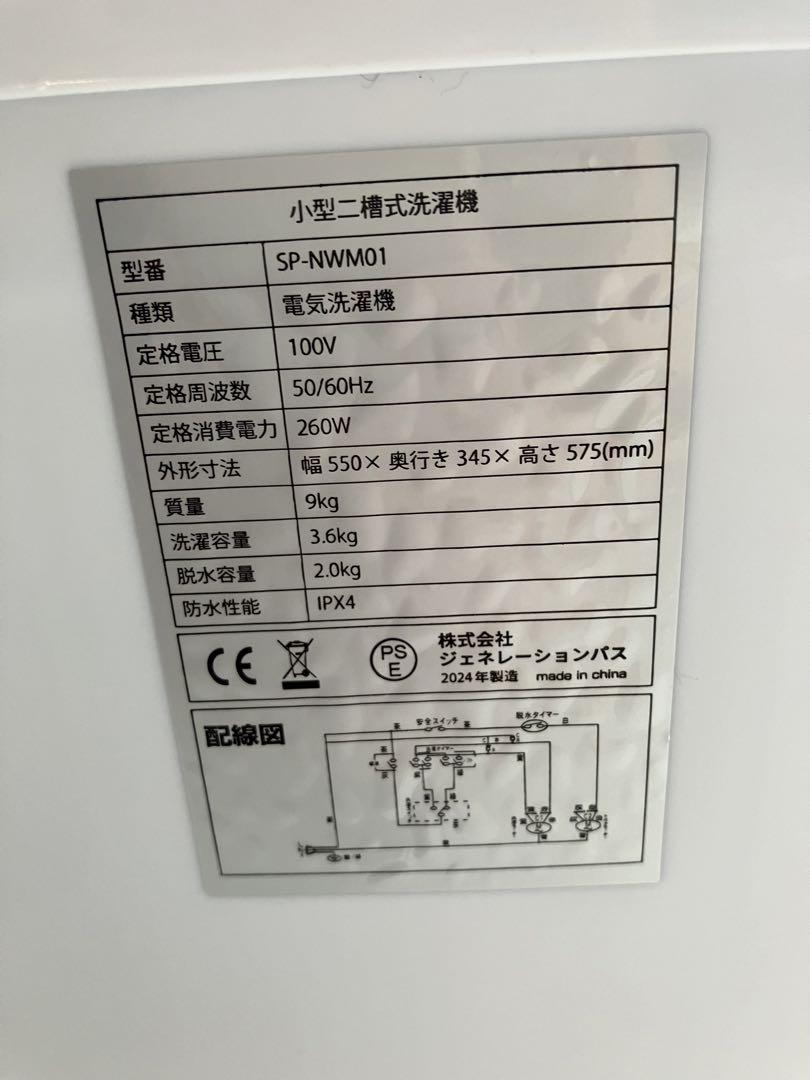 小型二槽式洗濯機
型番 SP-NWM01
種類 電気洗濯機
定格電圧 100V
定格周波数 50/60Hz
定格消費電力 260W
外形寸法 幅 550× 奥行き 345× 高さ 575(mm)
質量 9kg
洗濯容量 3.6kg
脱水容量 2.0kg
防水性能 IPX4
CE PS E 株式会社
ジェネレーションパス
2024年製造 made in china
配線図
安全スイッチ
脱水タイマー
白